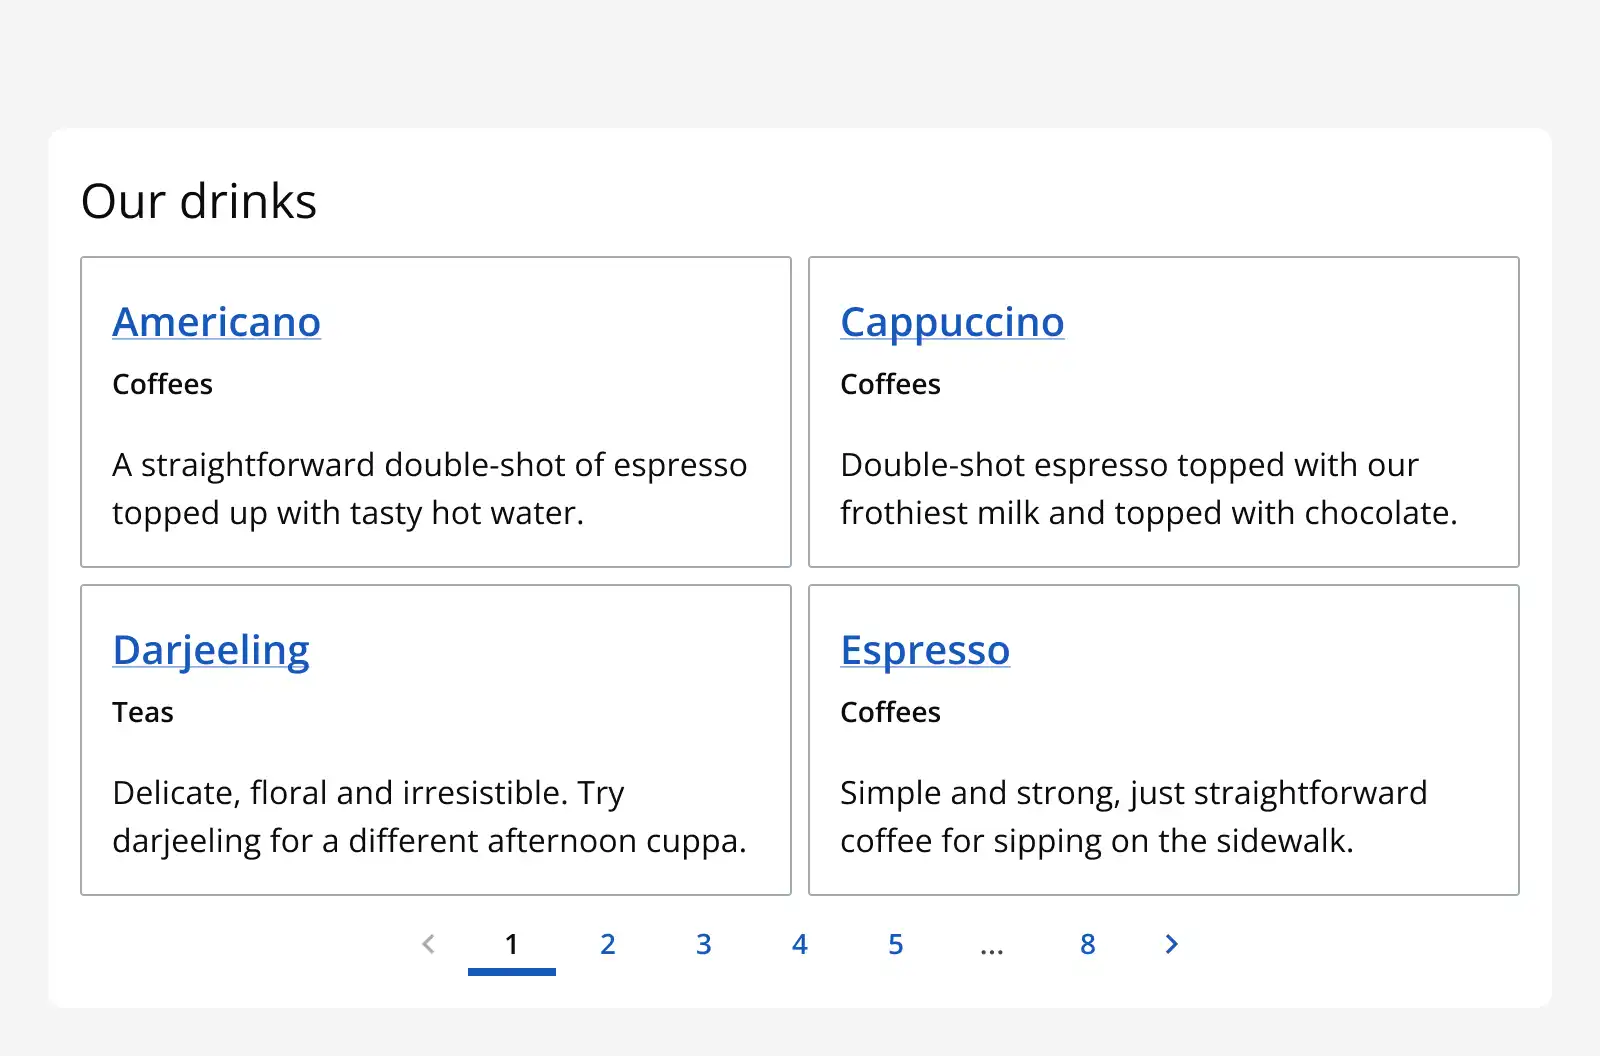 Our drinks
Americano
Coffees
A straightforward double-shot of espresso
topped up with tasty hot water.
Cappuccino
Coffees
Double-shot espresso topped with our
frothiest milk and topped with chocolate.
Darjeeling
Teas
Delicate, floral and irresistible. Try
darjeeling for a different afternoon cuppa.
Espresso
Coffees
Simple and strong, just straightforward
coffee for sipping on the sidewalk.
1 2 3 4 5 ... 8